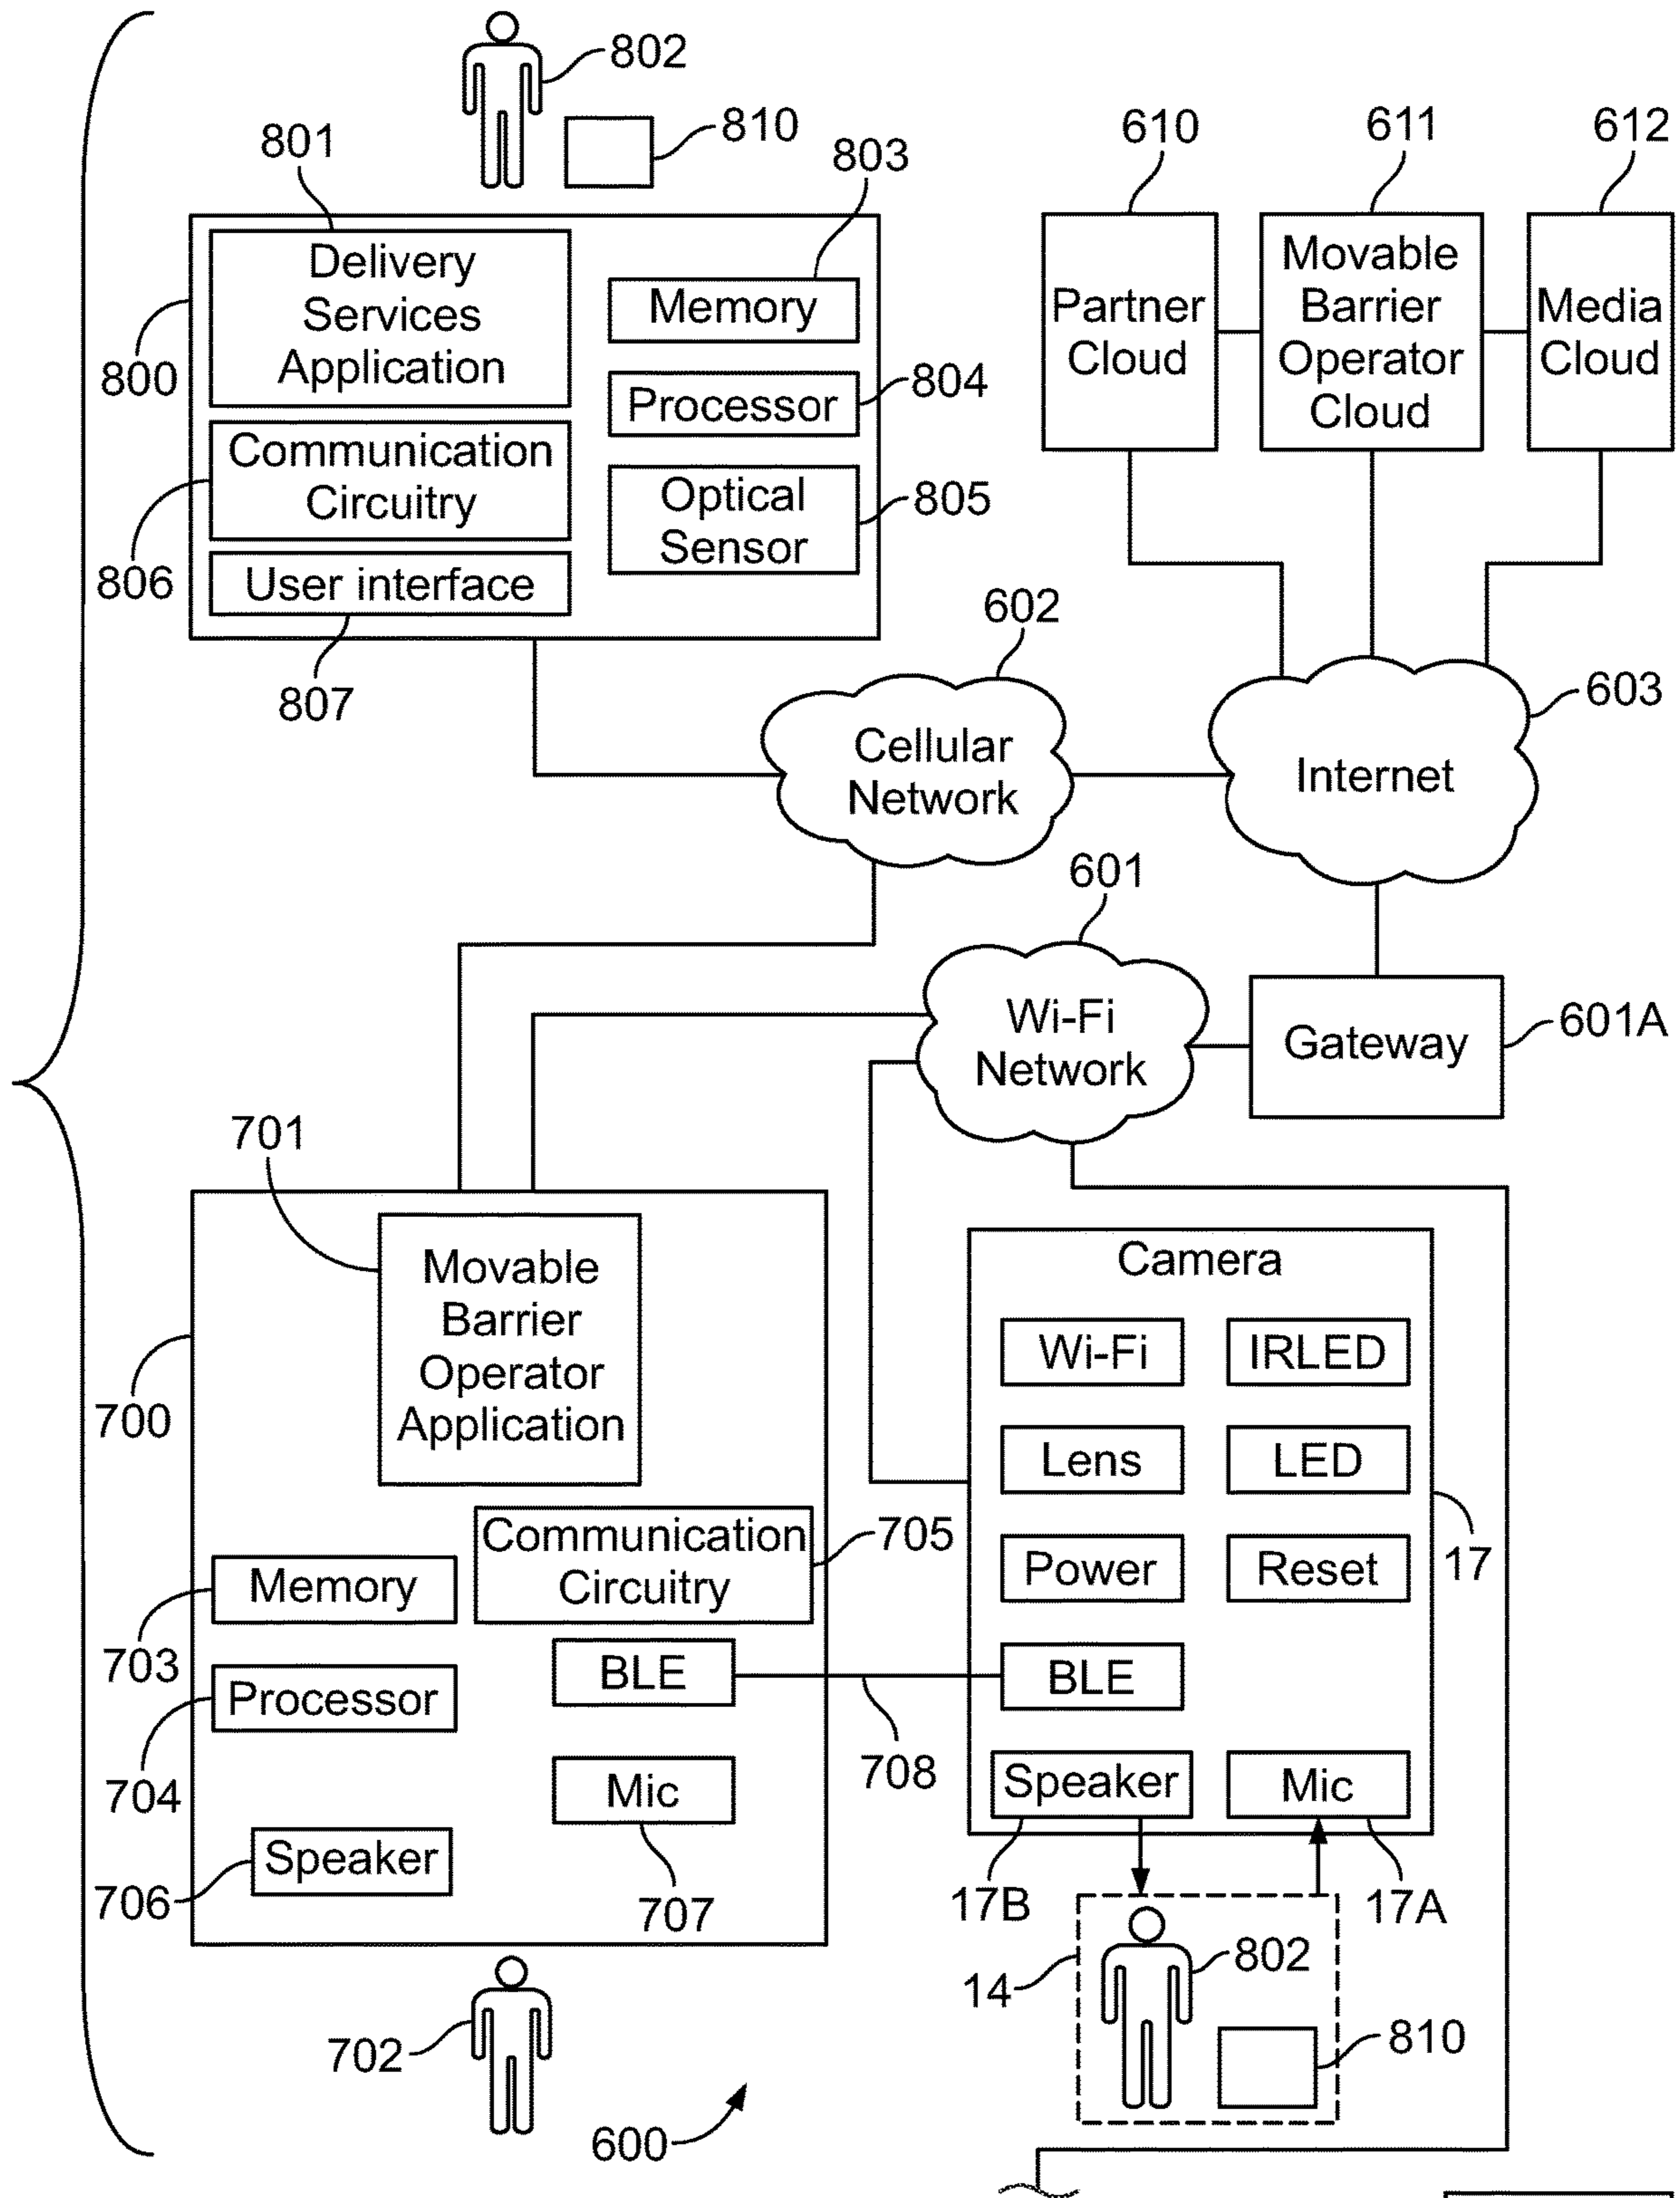 802
810
801
803
610
611
612
Delivery
Services
Application
Memory
800
Processor
804
Communication
Circuitry
Optical
Sensor
805
806
User interface
807
Partner
Cloud
Movable
Barrier
Operator
Cloud
Media
Cloud
602
603
Cellular
Network
Internet
601
Wi-Fi
Network
Gateway
601A
701
Movable
Barrier
Operator
Application
700
Communication
Circuitry
705
Memory
703
BLE
Processor
704
708
Mic
707
Speaker
706
702
600
Camera
Wi-Fi
IRLED
Lens
LED
Power
Reset
17
BLE
Speaker
Mic
17B
17A
14
802
810